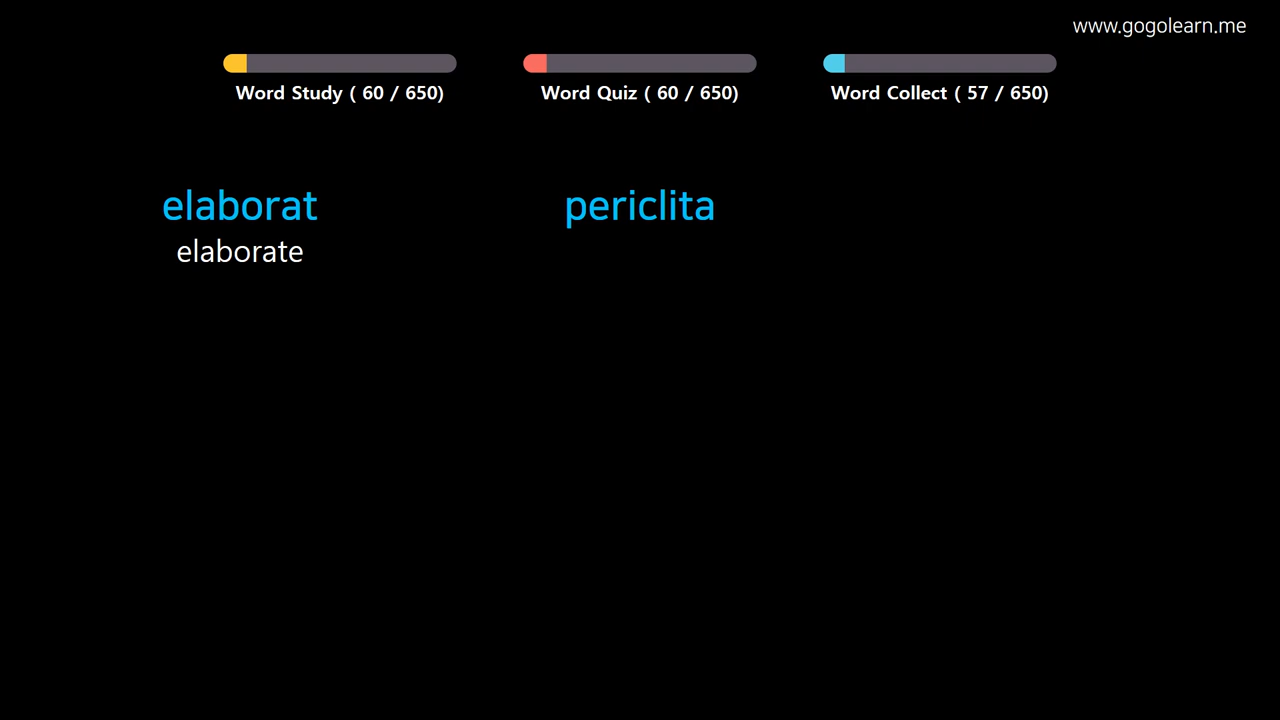 www.gogolearn.me
Word Study ( 60 / 650)
Word Quiz ( 60 / 650)
Word Collect ( 57 / 650)
elaborat
elaborate
periclita